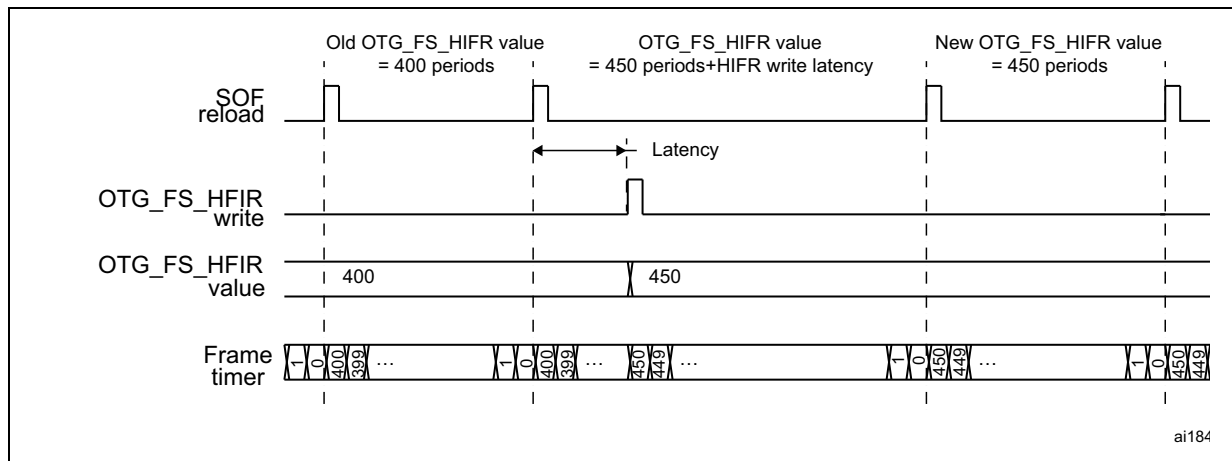 Old OTG_FS_HIFR value
= 400 periods
OTG_FS_HIFR value
= 450 periods+HIFR write latency
New OTG_FS_HIFR value
= 450 periods
SOF
reload
Latency
OTG_FS_HFIR
write
OTG_FS_HFIR
value
400
450
Frame
timer
1 0 400 399 ... 1 0 400 399 ... 450 449 ... 1 0 450 449 ... 1 0 450 449
ai184